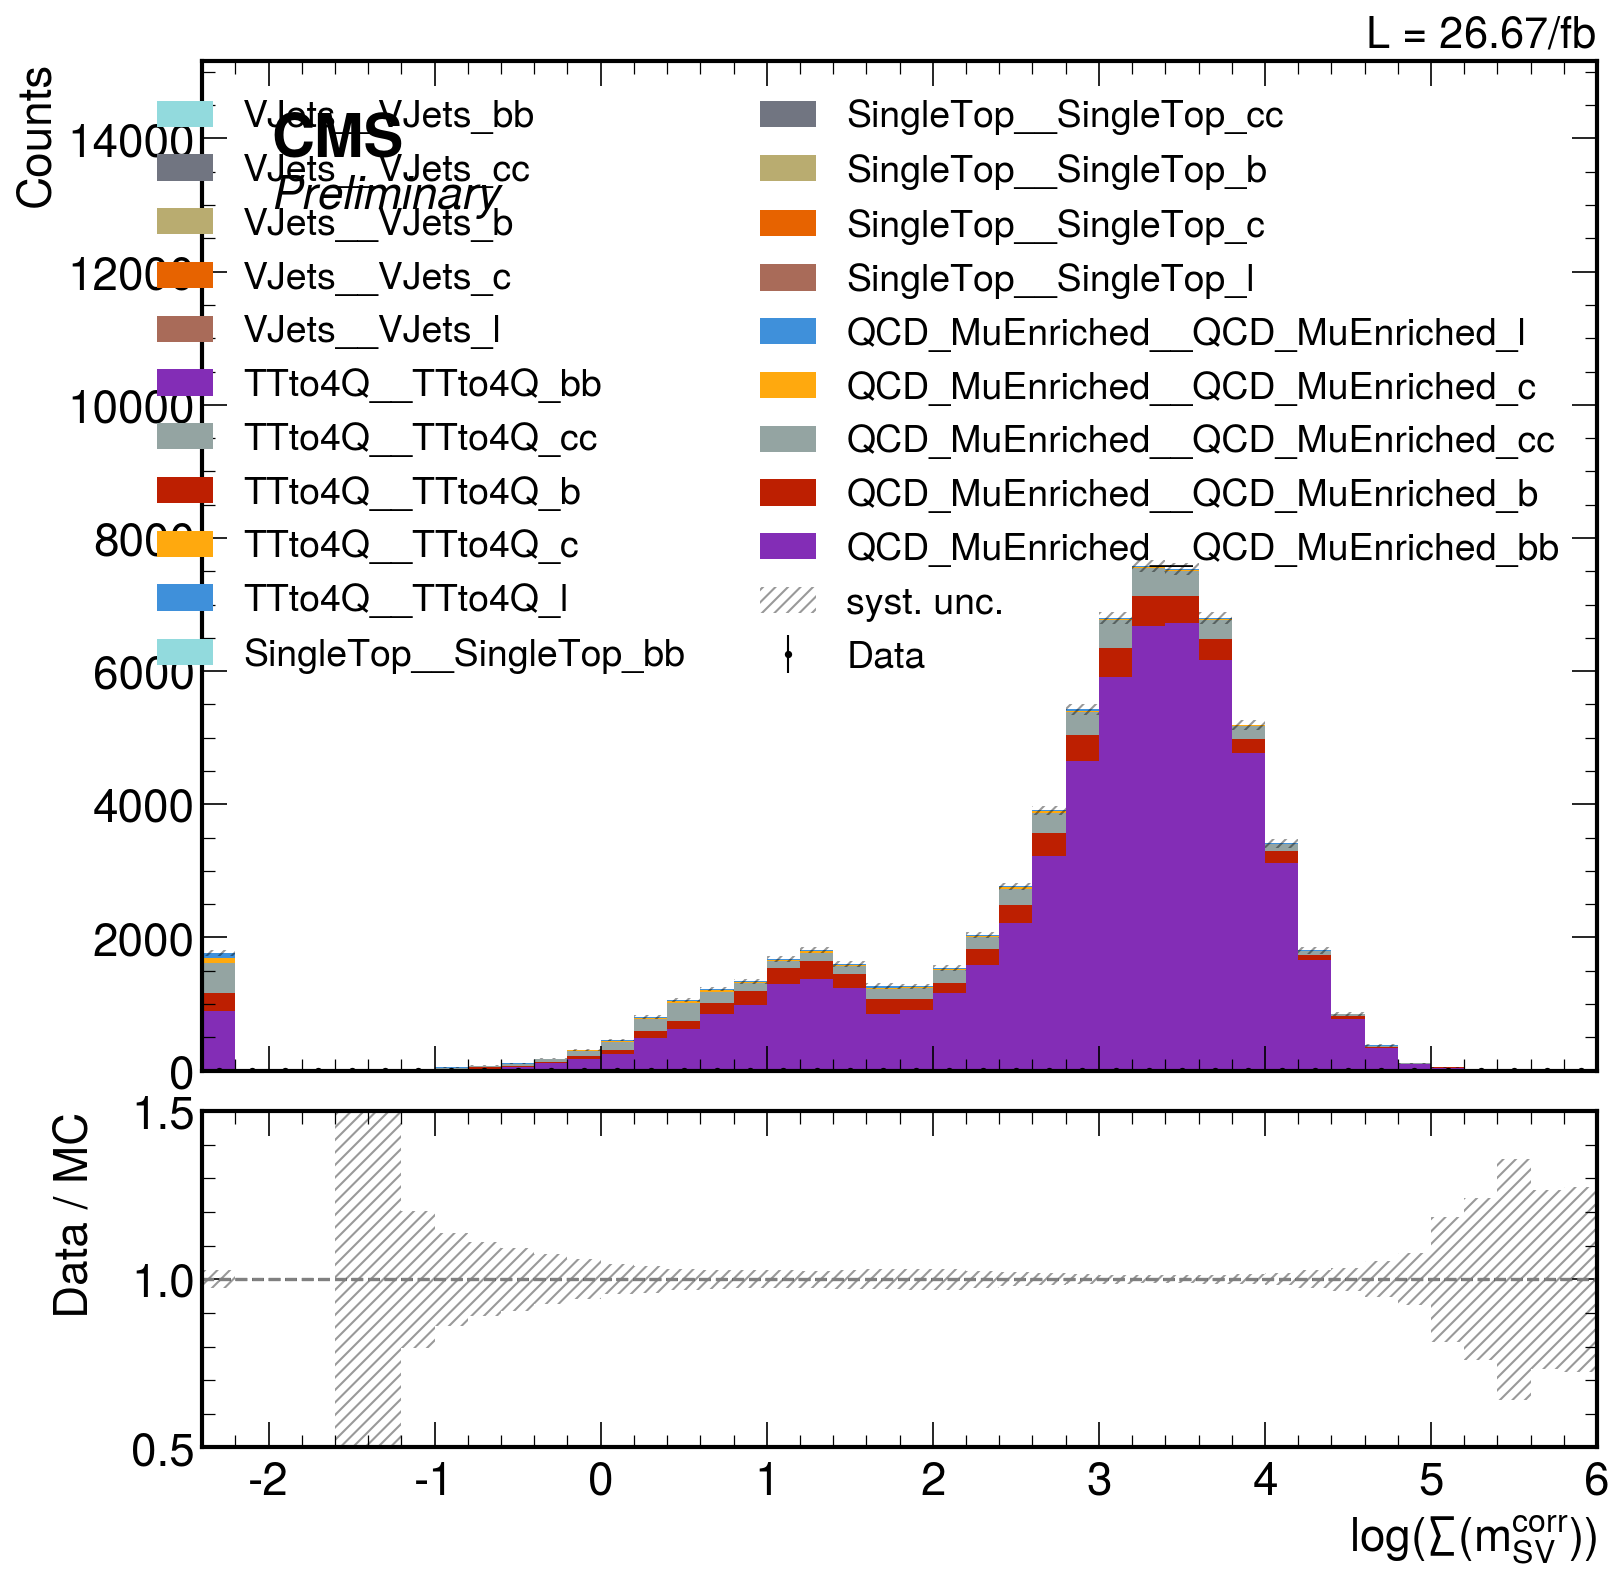 L = 26.67/fb
Counts
CMS
Preliminary
VJets__VJets_bb
VJets__VJets_cc
VJets__VJets_b
VJets__VJets_c
VJets__VJets_l
TTto4Q__TTto4Q_bb
TTto4Q__TTto4Q_cc
TTto4Q__TTto4Q_b
TTto4Q__TTto4Q_c
TTto4Q__TTto4Q_l
SingleTop__SingleTop_bb
SingleTop__SingleTop_cc
SingleTop__SingleTop_b
SingleTop__SingleTop_c
SingleTop__SingleTop_l
QCD_MuEnriched__QCD_MuEnriched_l
QCD_MuEnriched__QCD_MuEnriched_c
QCD_MuEnriched__QCD_MuEnriched_cc
QCD_MuEnriched__QCD_MuEnriched_b
QCD_MuEnriched__QCD_MuEnriched_bb
syst. unc.
Data
14000
12000
10000
8000
6000
4000
2000
0
Data / MC
1.5
1.0
0.5
-2 -1 0 1 2 3 4 5 6
log(∑(m_SV^corr))